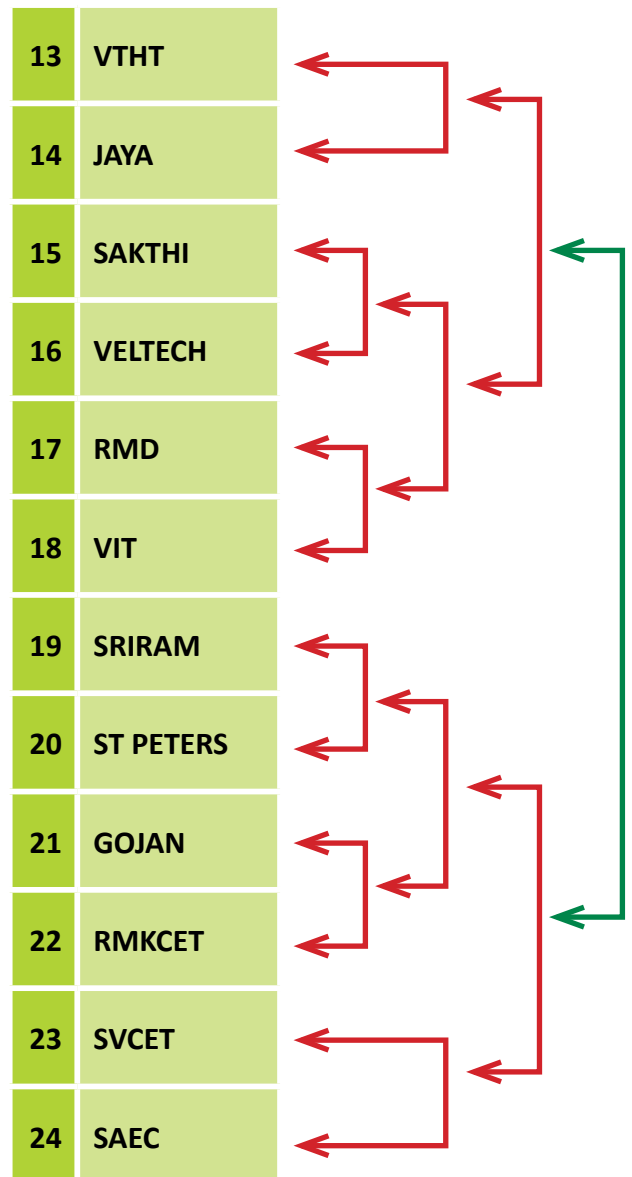 13 VTHT
14 JAYA
15 SAKTHI
16 VELTECH
17 RMD
18 VIT
19 SRIRAM
20 ST PETERS
21 GOJAN
22 RMKCET
23 SVCET
24 SAEC